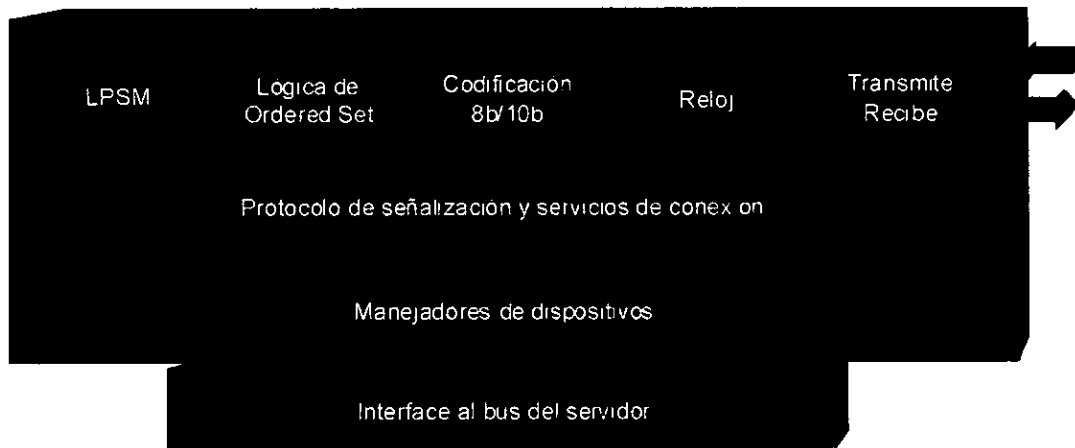 LPSM
Lógica de
Ordered Set
Codificación
8b/10b
Reloj
Transmite
Recibe
Protocolo de señalización y servicios de conex on
Manejadores de dispositivos
Interface al bus del servidor